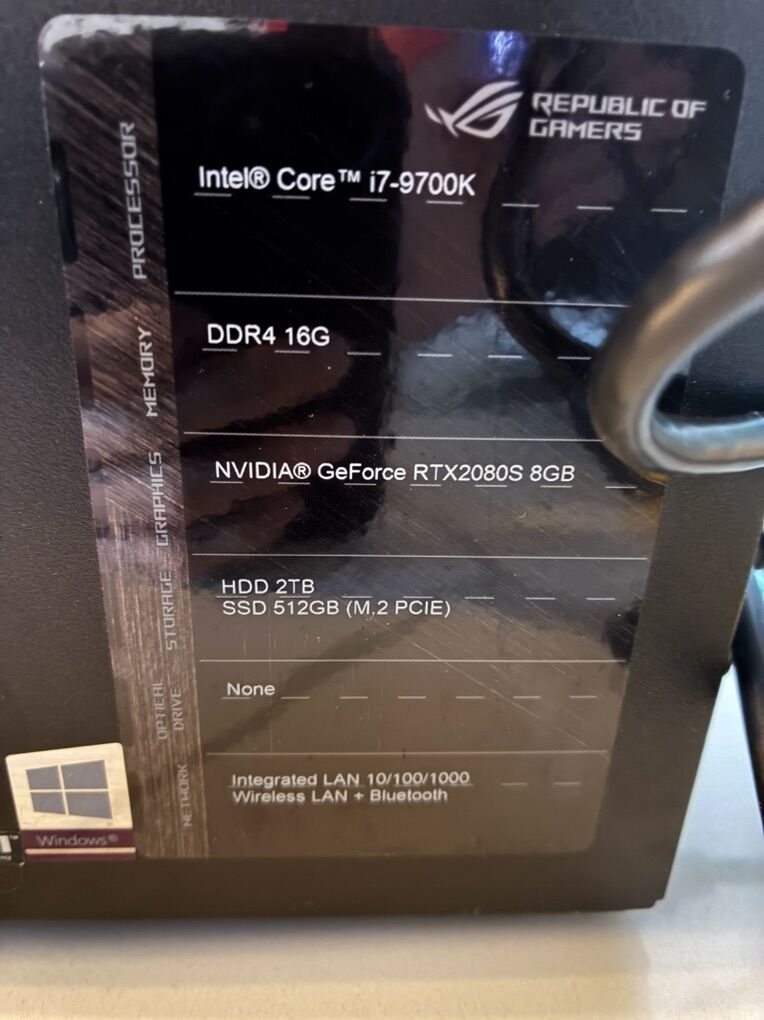 REPUBLIC OF
GAMERS
PROCESSOR
Intel® Core™ i7-9700K
MEMORY
DDR4 16G
GRAPHICS
NVIDIA® GeForce RTX2080S 8GB
STORAGE
HDD 2TB
SSD 512GB (M.2 PCIE)
OPTICAL
DRIVE
None
NETWORK
Integrated LAN 10/100/1000
Wireless LAN + Bluetooth
Windows®